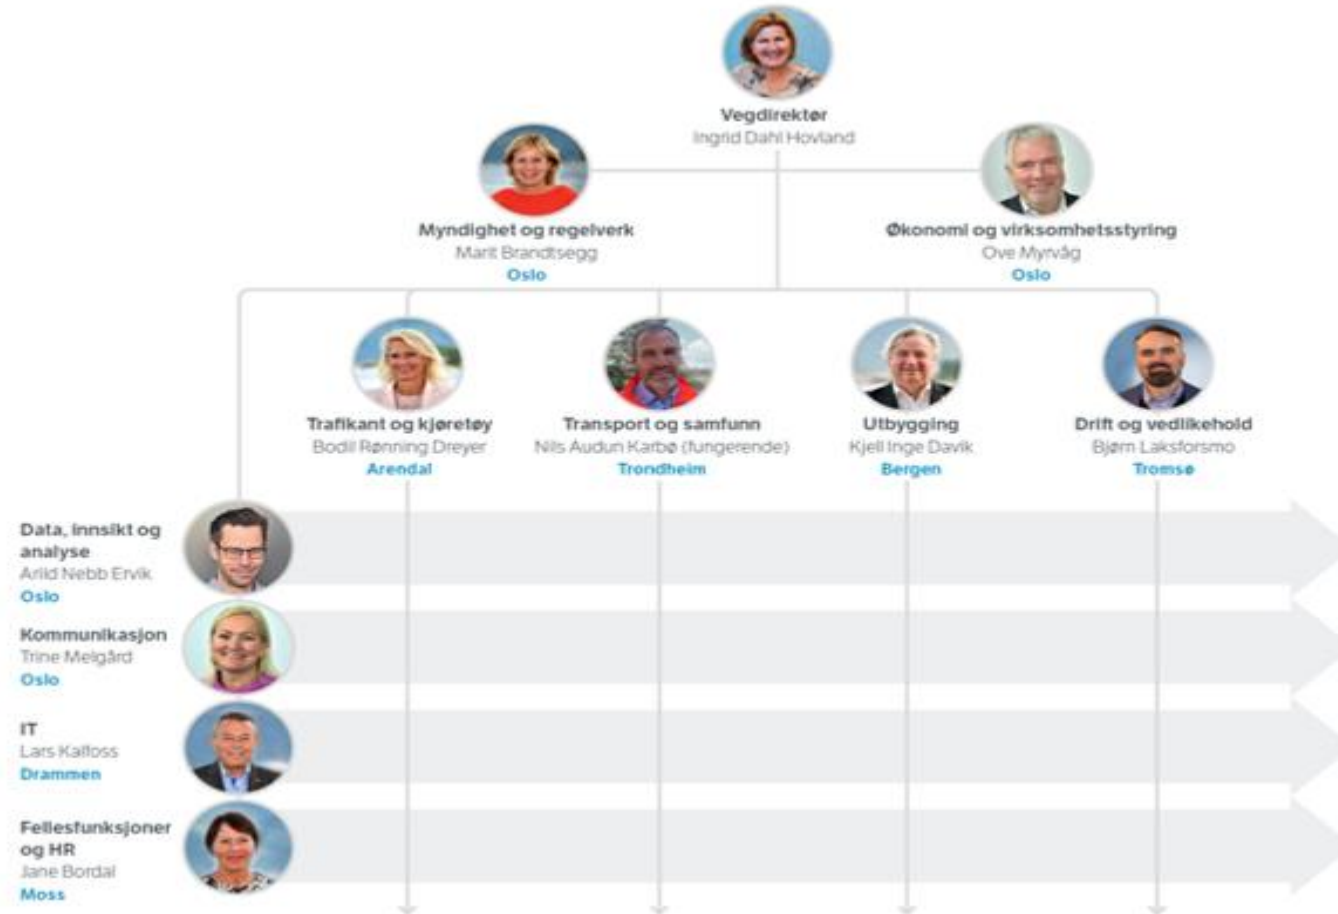 Vegdirektør
Ingrid Dahl Hovland
Myndighet og regelverk
Marit Brandtsegg
Oslo
Økonomi og virksomhetsstyring
Ove Myrvåg
Oslo
Trafikant og kjøretøy
Bodil Rønning Dreyer
Arendal
Transport og samfunn
Nils Audun Karbø (fungerende)
Trondheim
Utbygging
Kjell Inge Davik
Bergen
Drift og vedlikehold
Bjørn Laksforsmo
Tromsø
Data, innsikt og
analyse
Arild Nebb Ervik
Oslo
Kommunikasjon
Trine Melgård
Oslo
IT
Lars Kalfoss
Drammen
Fellesfunksjoner
og HR
Jane Bordal
Moss